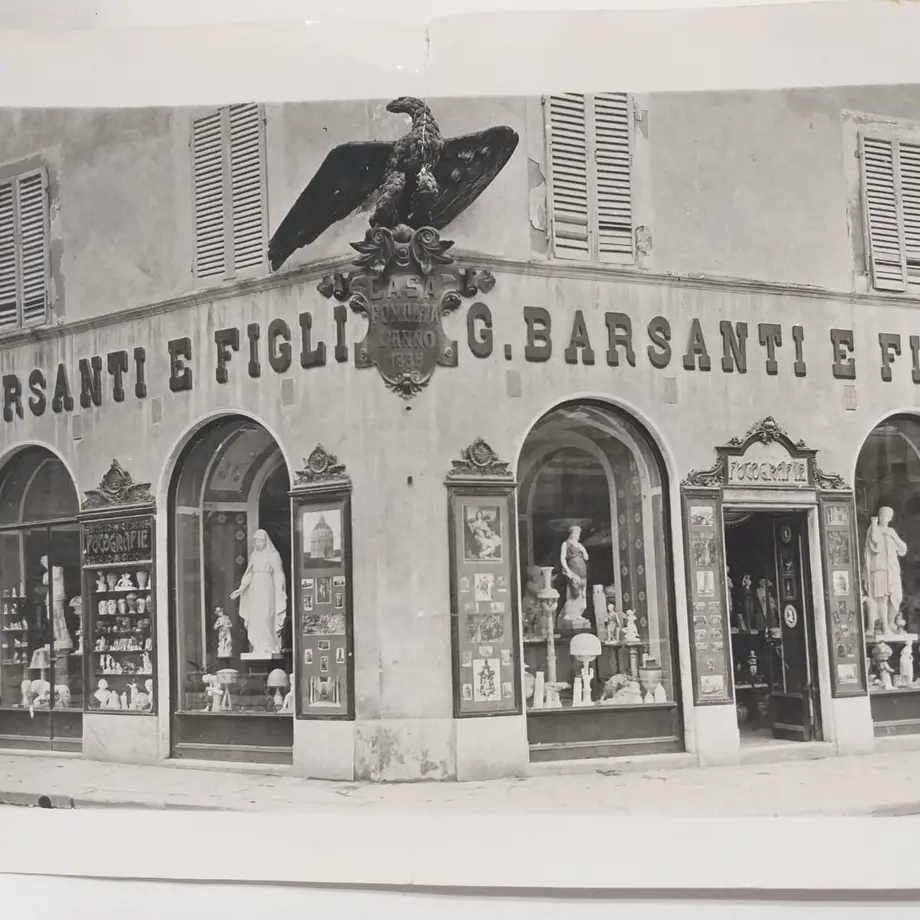 RSANTI E FIGLI
CASA
FONDATA
L'ANNO
G. BARSANTI E FI
FOTOGRAFIE
FOTOGRAFIE